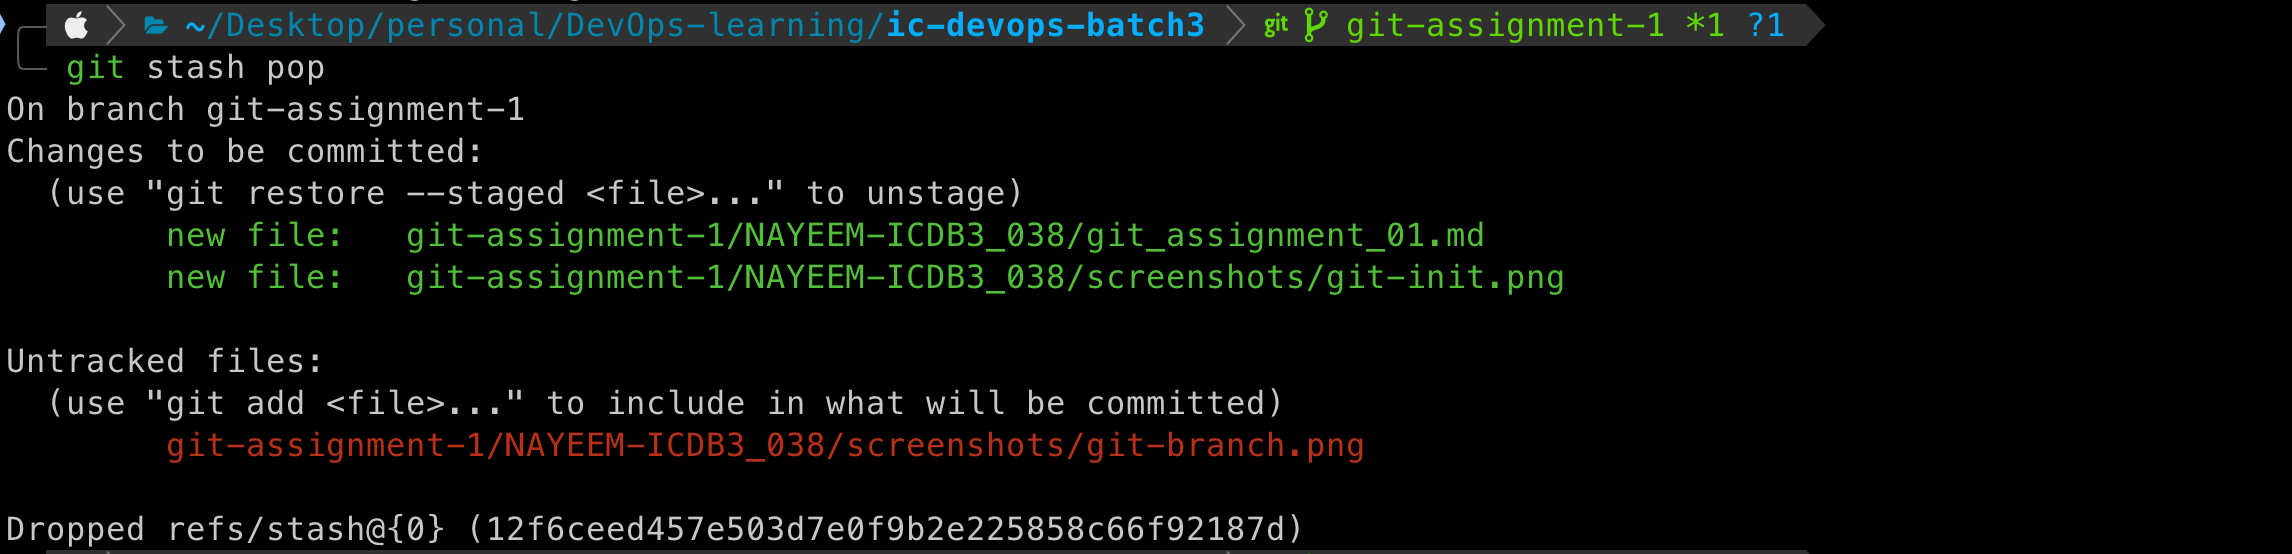 ~/Desktop/personal/DevOps-learning/ic-devops-batch3 git git-assignment-1 *1 ?1
git stash pop
On branch git-assignment-1
Changes to be committed:
(use "git restore --staged <file>..." to unstage)
new file: git-assignment-1/NAYEEM-ICDB3_038/git_assignment_01.md
new file: git-assignment-1/NAYEEM-ICDB3_038/screenshots/git-init.png
Untracked files:
(use "git add <file>..." to include in what will be committed)
git-assignment-1/NAYEEM-ICDB3_038/screenshots/git-branch.png
Dropped refs/stash@{0} (12f6ceed457e503d7e0f9b2e225858c66f92187d)